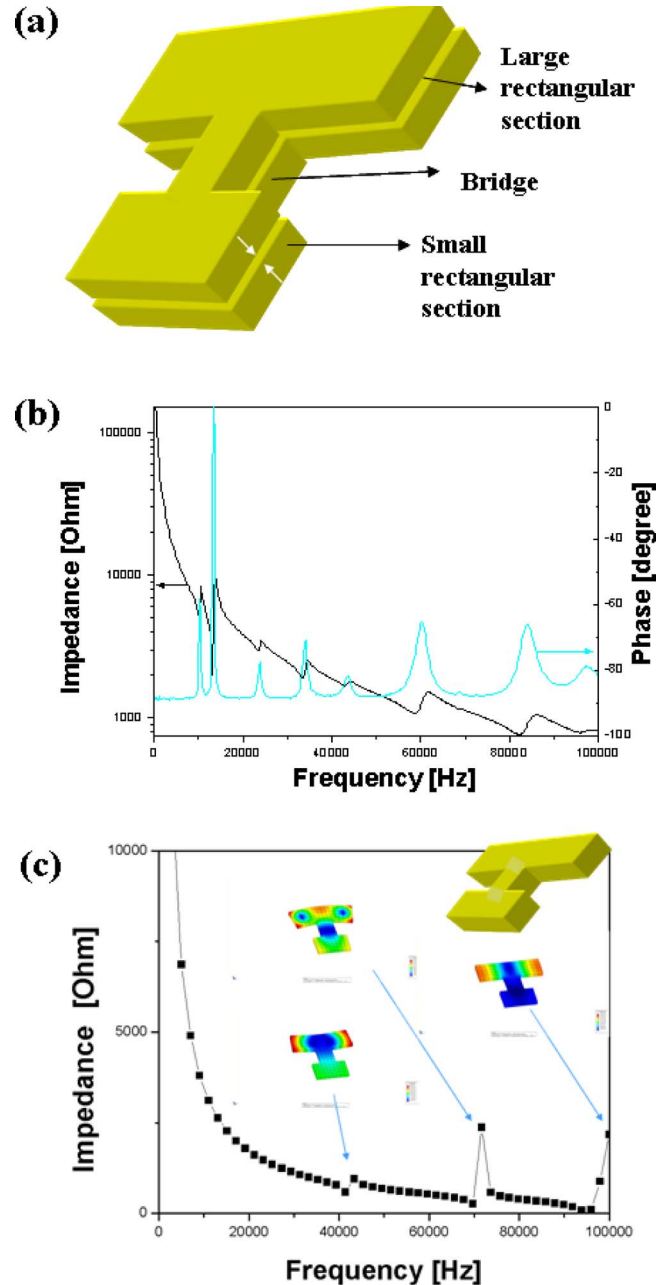 (a)
Large
rectangular
section
Bridge
Small
rectangular
section
(b)
Impedance [Ohm]
100000
10000
1000
0
-20
-40
-60
-80
-100
Phase [degree]
0 20000 40000 60000 80000 100000
Frequency [Hz]
(c)
Impedance [Ohm]
10000
5000
0
0 20000 40000 60000 80000 100000
Frequency [Hz]